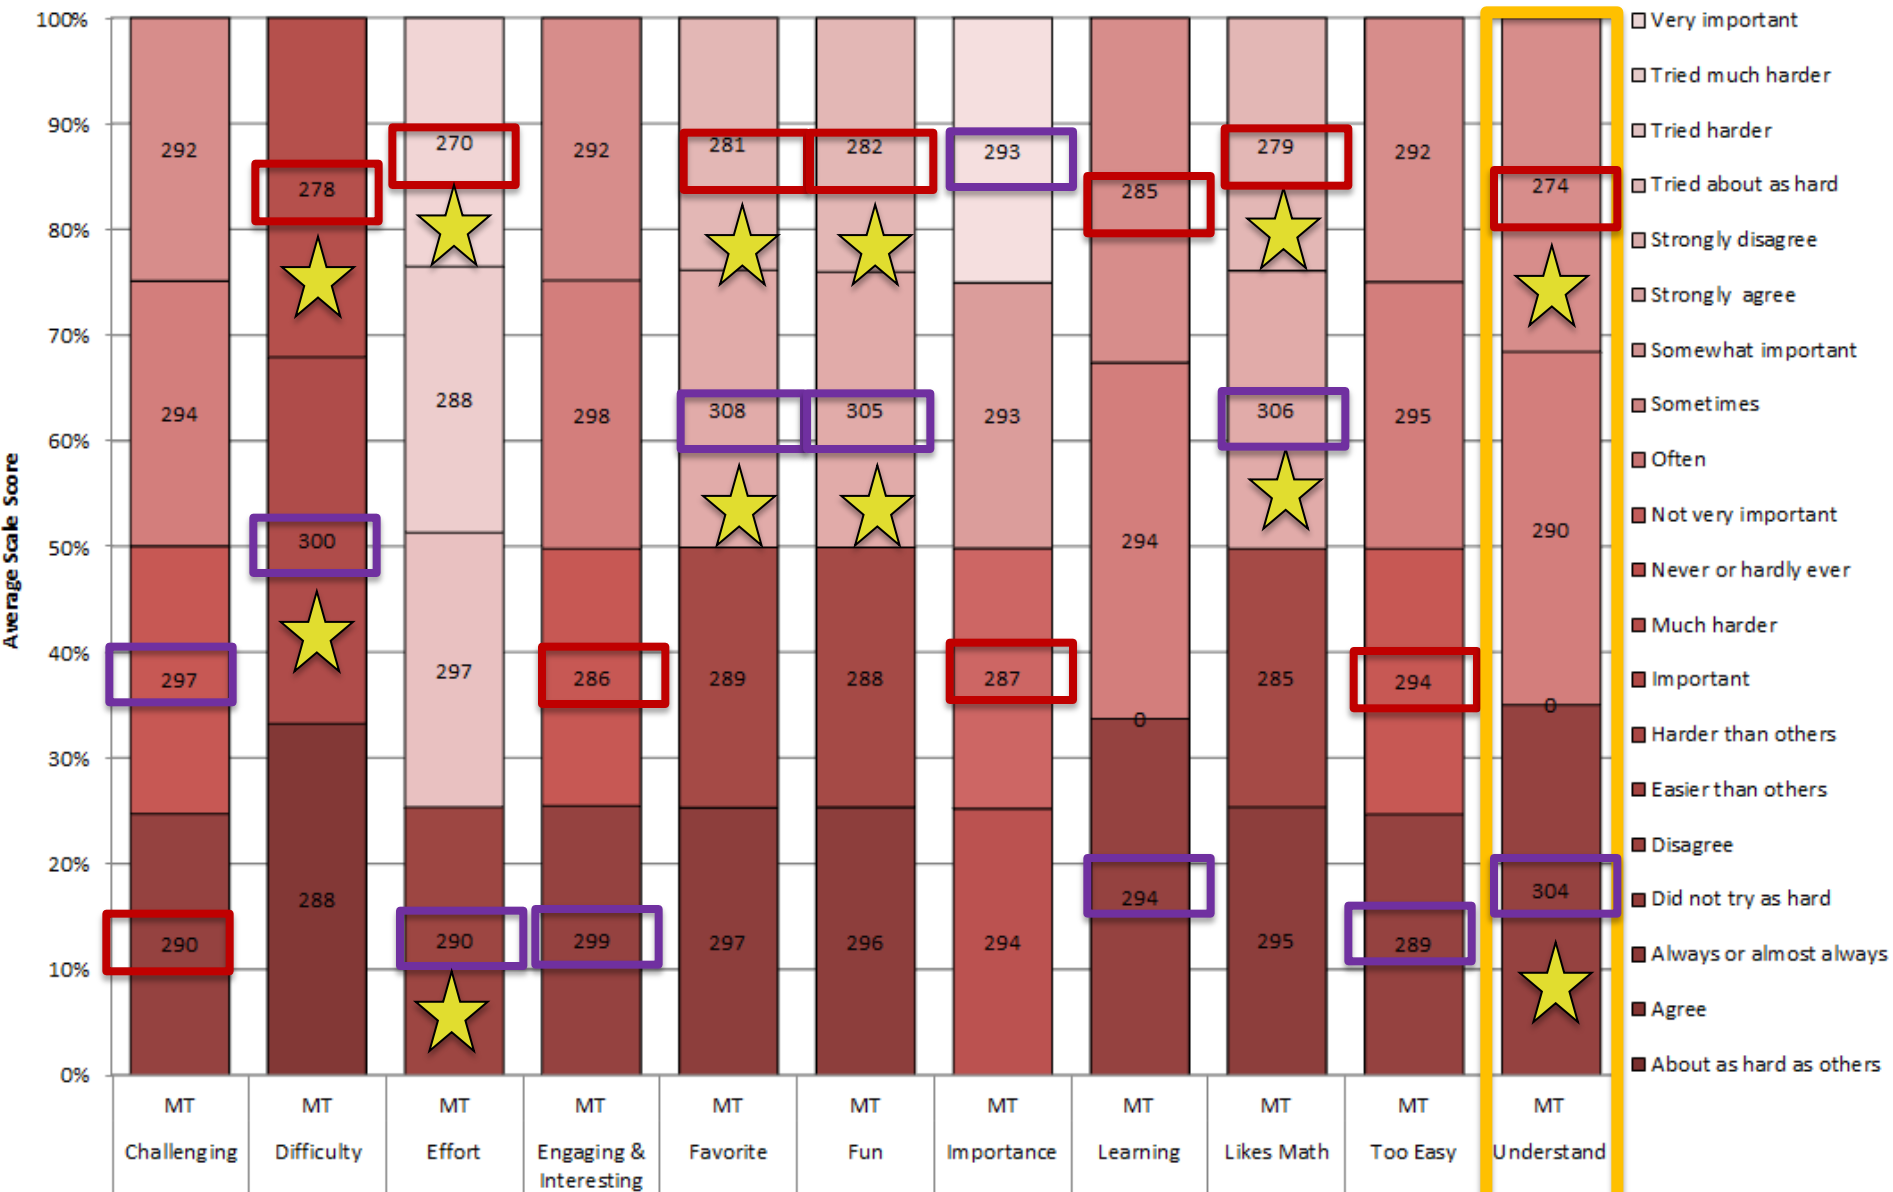 Average Scale Score
100%
90%
80%
70%
60%
50%
40%
30%
20%
10%
0%
292
294
297
290
278
300
288
270
288
297
290
292
298
286
299
281
308
289
297
282
305
288
296
293
293
287
294
285
294
0
294
279
306
285
295
292
295
294
289
274
290
0
304
MT MT MT MT MT MT MT MT MT MT MT
Challenging Difficulty Effort Engaging & Favorite Fun Importance Learning Likes Math Too Easy Understand
Interesting
Very important
Tried much harder
Tried harder
Tried about as hard
Strongly disagree
Strongly agree
Somewhat important
Sometimes
Often
Not very important
Never or hardly ever
Much harder
Important
Harder than others
Easier than others
Disagree
Did not try as hard
Always or almost always
Agree
About as hard as others